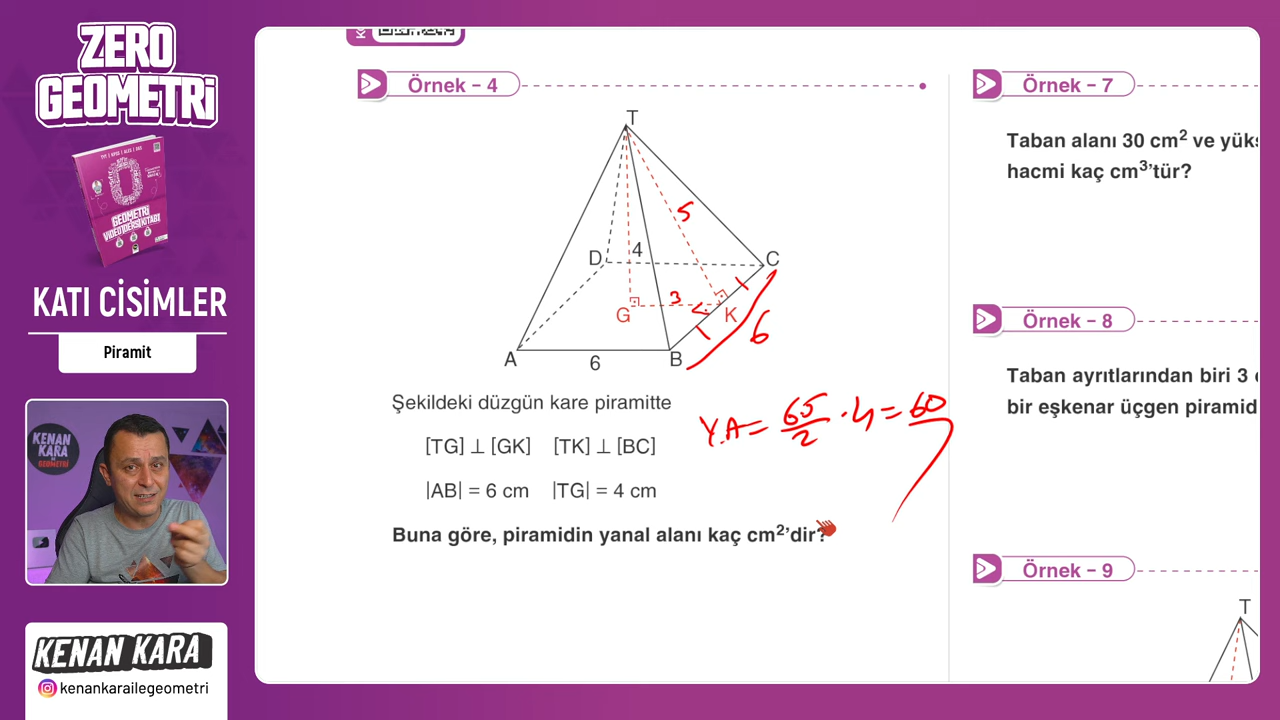 ZERO
GEOMETRİ
GEOMETRİ
VİDEO DERS KİTABI
KATI CİSİMLER
Piramit
KENAN
KARA
GEOMETRİ
KENAN KARA
kenankarailegeometri
Örnek – 4
T
5
D
4
C
3
G
K
6
A
B
6
Şekildeki düzgün kare piramitte
[TG] ⊥ [GK] [TK] ⊥ [BC]
|AB| = 6 cm |TG| = 4 cm
Y.A = 6.5/2 · 4 = 60
Buna göre, piramidin yanal alanı kaç cm²’dir?
Örnek – 7
Taban alanı 30 cm² ve yüks
hacmi kaç cm³’tür?
Örnek – 8
Taban ayrıtlarından biri 3 c
bir eşkenar üçgen piramid
Örnek – 9
T